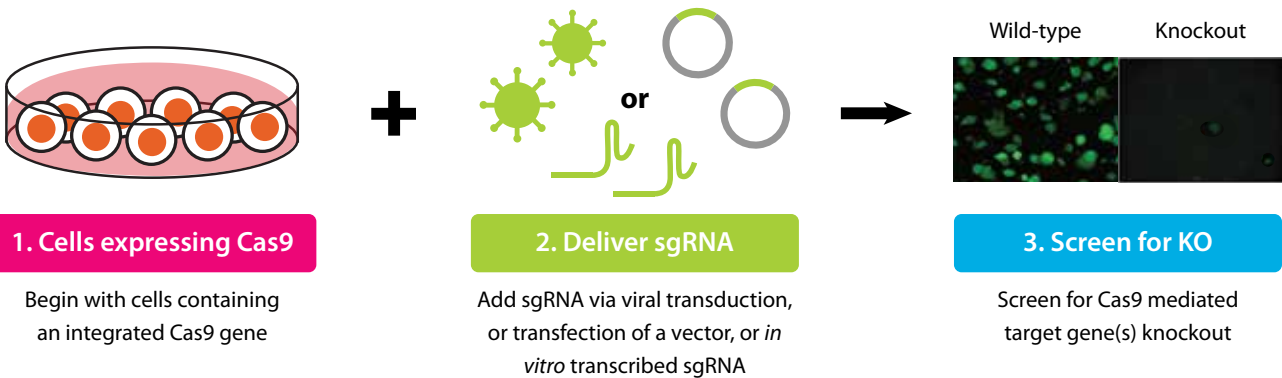 Wild-type
Knockout
or
1. Cells expressing Cas9
2. Deliver sgRNA
3. Screen for KO
Begin with cells containing
an integrated Cas9 gene
Add sgRNA via viral transduction,
or transfection of a vector, or in
vitro transcribed sgRNA
Screen for Cas9 mediated
target gene(s) knockout